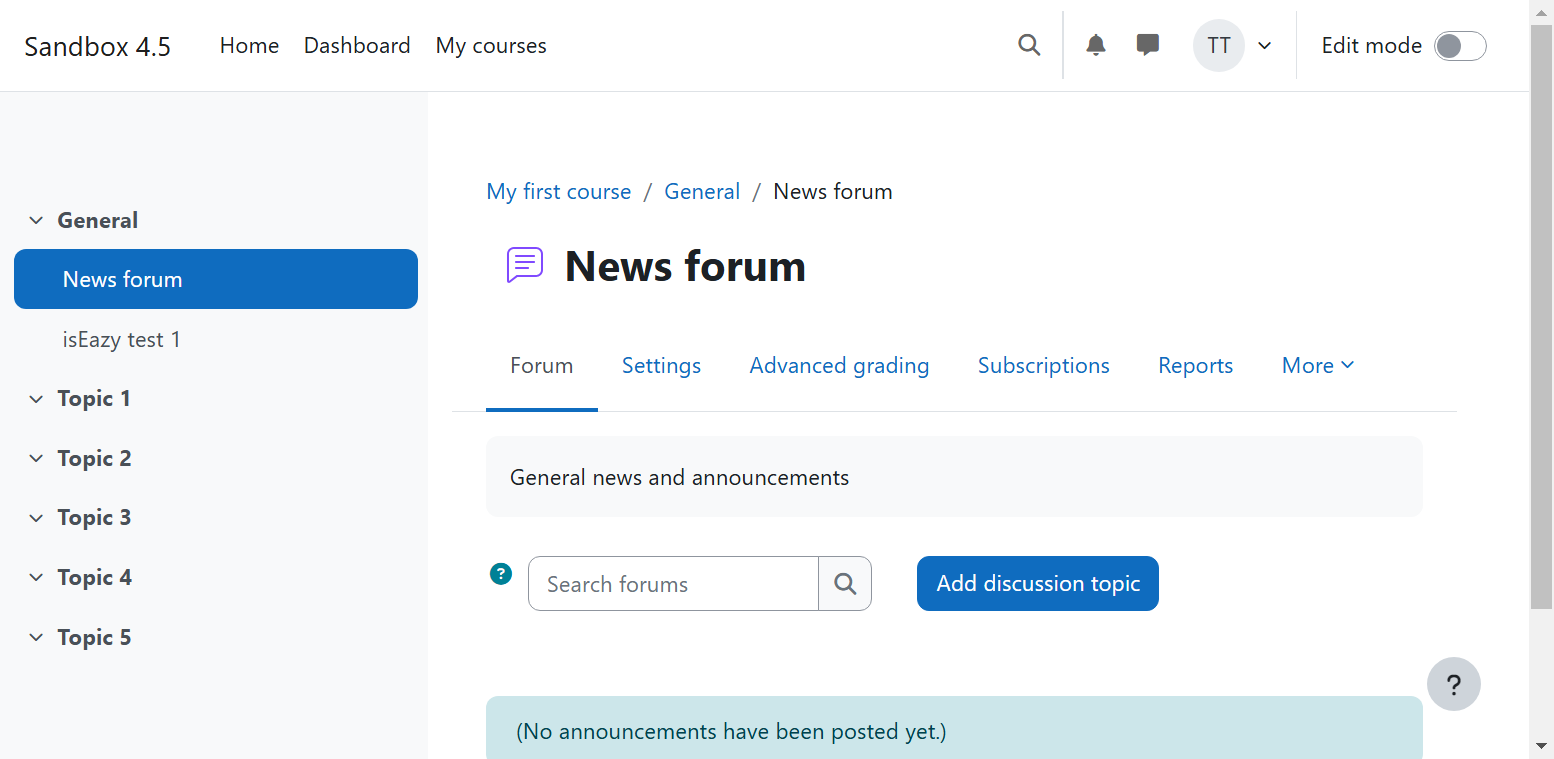 Sandbox 4.5 Home Dashboard My courses TT Edit mode
General
News forum
isEazy test 1
Topic 1
Topic 2
Topic 3
Topic 4
Topic 5
My first course / General / News forum
News forum
Forum Settings Advanced grading Subscriptions Reports More
General news and announcements
? Search forums Add discussion topic
?
(No announcements have been posted yet.)